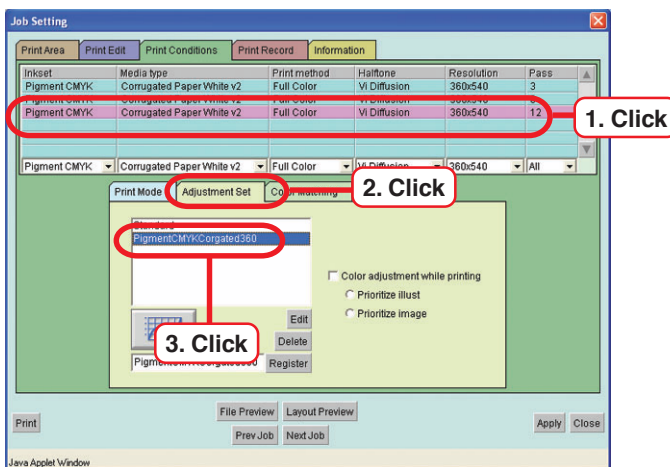 Job Setting
Print Area Print Edit Print Conditions Print Record Information
Inkset Media type Print method Halftone Resolution Pass
Pigment CMYK Corrugated Paper White v2 Full Color Vi Diffusion 360x540 3
Pigment CMYK Corrugated Paper White v2 Full Color Vi Diffusion 360x540 12
1. Click
Pigment CMYK Corrugated Paper White v2 Full Color Vi Diffusion 360x540 All
Print Mode Adjustment Set Color Matching
2. Click
Standard
PigmentCMYKCorgated360
Color adjustment while printing
Prioritize illust
Prioritize image
Edit
3. Click
Delete
Register
File Preview Layout Preview
Print Apply Close
Prev Job Next Job
Java Applet Window